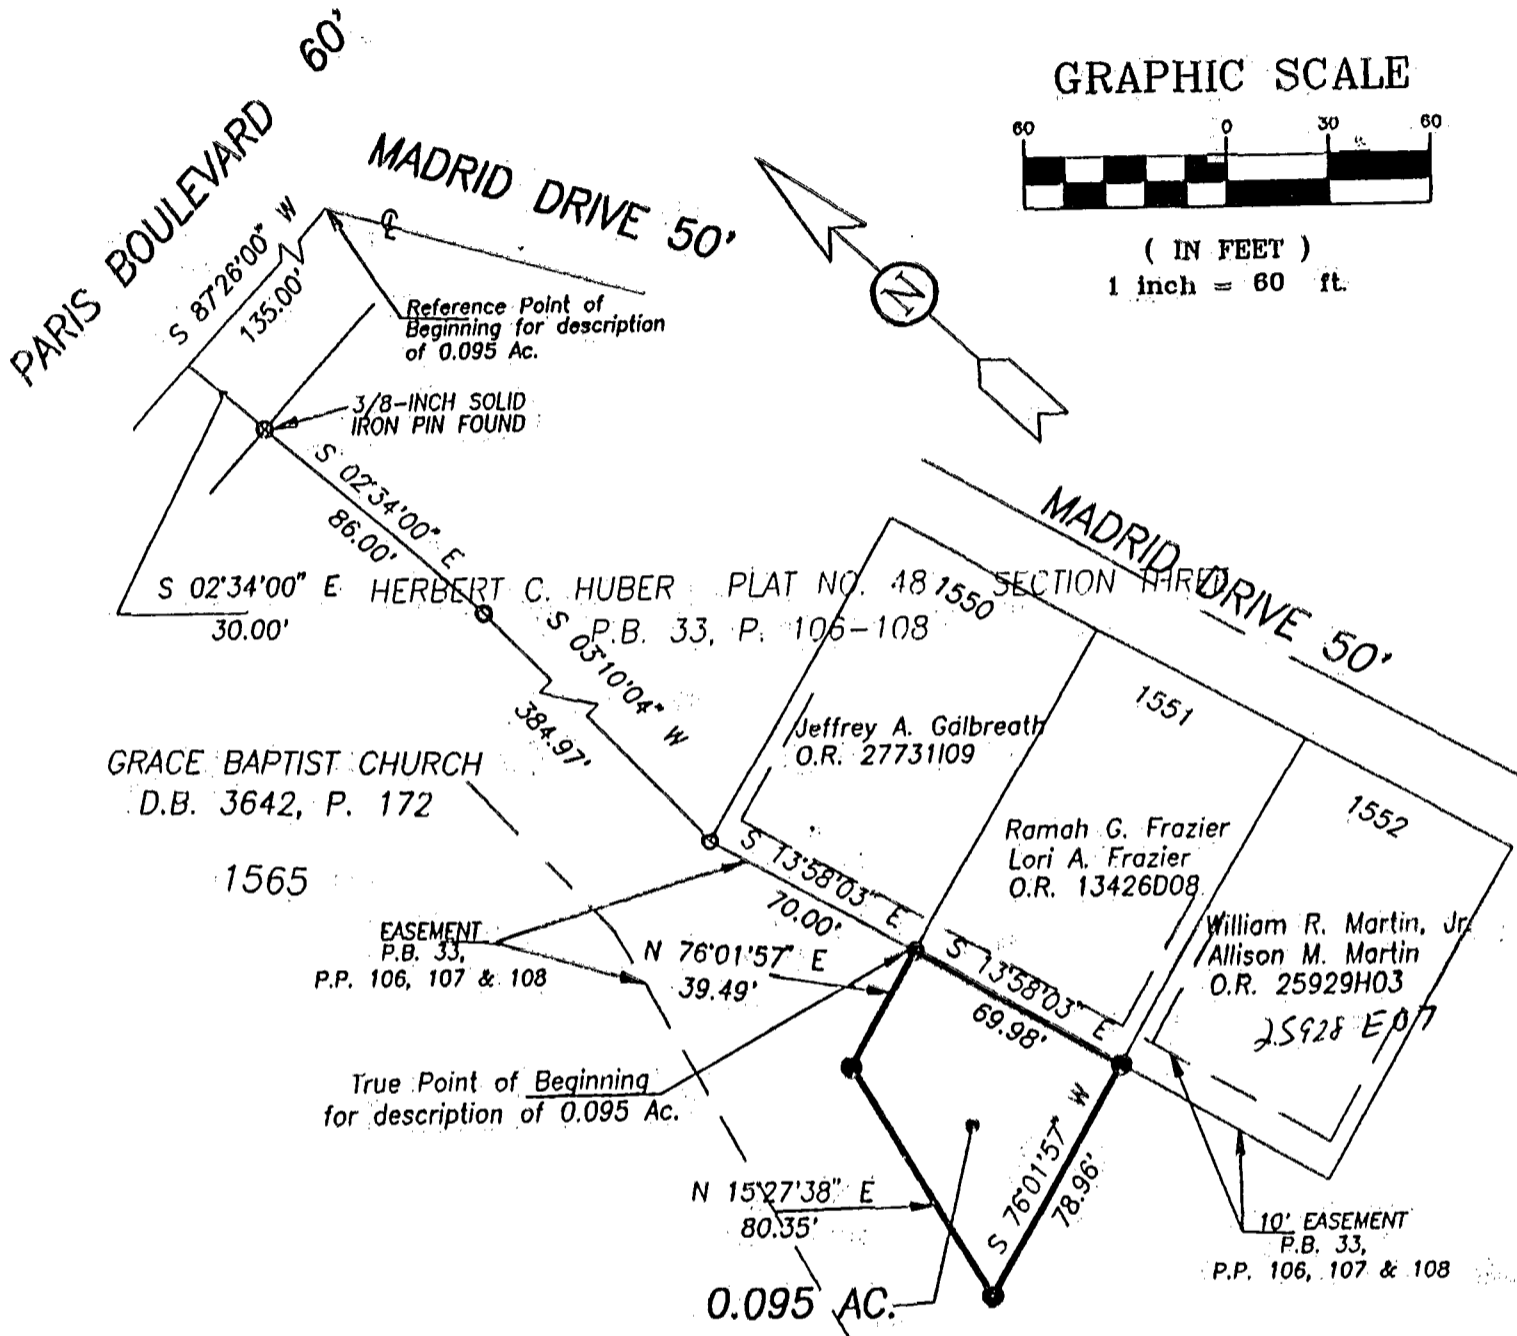 GRAPHIC SCALE
60 0 30 60
( IN FEET )
1 inch = 60 ft.
PARIS BOULEVARD 60'
MADRID DRIVE 50'
S 87°26'00" W
135.00'
Reference Point of
Beginning for description
of 0.095 Ac.
N
3/8-INCH SOLID
IRON PIN FOUND
S 02°34'00" E
86.00'
S 02°34'00" E
30.00'
HERBERT C. HUBER PLAT NO. 48 SECTION THREE
P.B. 33, P. 106-108
MADRID DRIVE 50'
S 03°10'04" W
384.97'
1550
1551
1552
Jeffrey A. Galbreath
O.R. 27731I09
GRACE BAPTIST CHURCH
D.B. 3642, P. 172
1565
Ramah G. Frazier
Lori A. Frazier
O.R. 13426D08
S 13°58'03" E
70.00'
William R. Martin, Jr.
Allison M. Martin
O.R. 25929H03
25928 E07
EASEMENT
P.B. 33,
P.P. 106, 107 & 108
N 76°01'57" E
39.49'
S 13°58'03" E
69.98'
True Point of Beginning
for description of 0.095 Ac.
S 76°01'57" W
78.96'
N 15°27'38" E
80.35'
10' EASEMENT
P.B. 33,
P.P. 106, 107 & 108
0.095 AC.